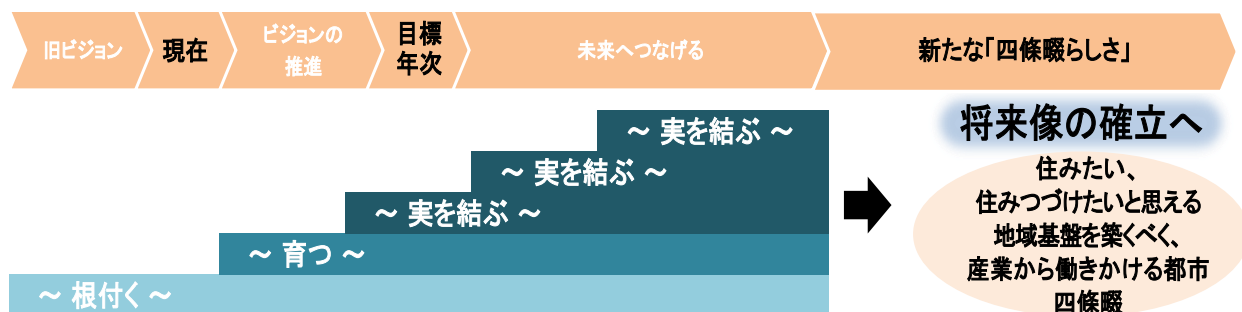 旧ビジョン
現在
ビジョンの
推進
目標
年次
未来へつなげる
新たな「四條畷らしさ」
将来像の確立へ
～ 実を結ぶ ～
～ 実を結ぶ ～
～ 実を結ぶ ～
～ 育つ ～
～ 根付く ～
住みたい、
住みつづけたいと思える
地域基盤を築くべく、
産業から働きかける都市
四條畷